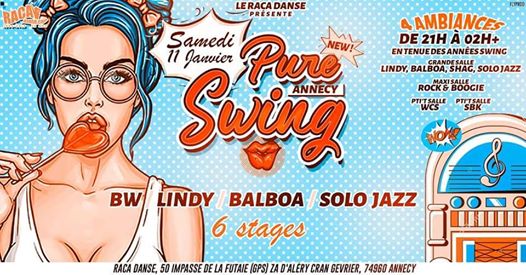 RACA
LE RACA DANSE
PRÉSENTE
Samedi
11 Janvier
NEW!
Pure
ANNECY
Swing
4 AMBIANCES
DE 21H À 02H+
EN TENUE DES ANNÉES SWING
GRANDE SALLE
LINDY, BALBOA, SHAG, SOLO JAZZ
MAXI SALLE
ROCK & BOOGIE
PTI'T SALLE PTI'T SALLE
WCS SBK
WOW!
BW / LINDY / BALBOA / SOLO JAZZ
6 stages
RACA DANSE, 50 IMPASSE DE LA FUTAIE (GPS) ZA D'ALÉRY CRAN GEVRIER, 74960 ANNECY